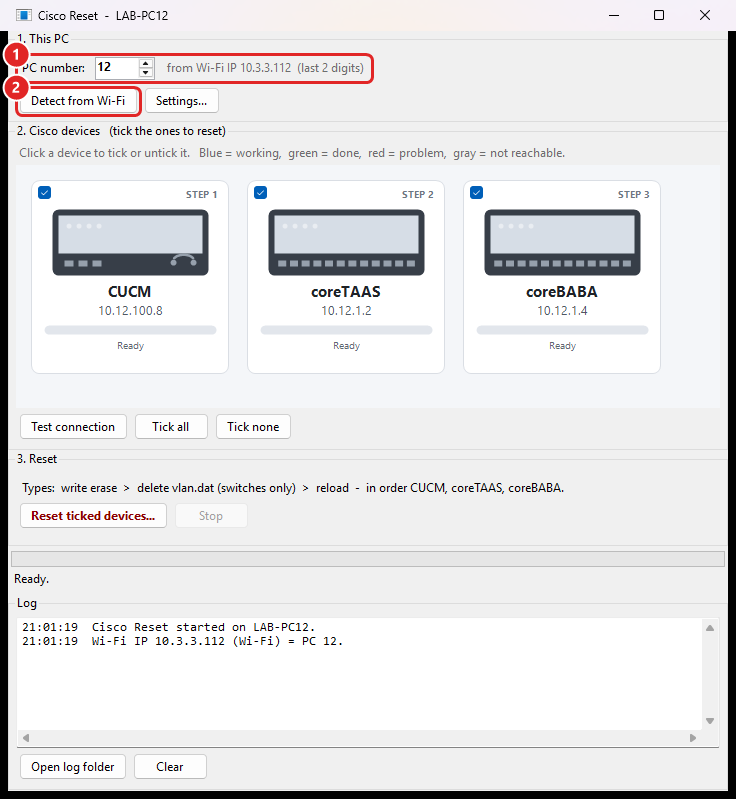 Cisco Reset - LAB-PC12
1. This PC
1
PC number: 12 from Wi-Fi IP 10.3.3.112 (last 2 digits)
2
Detect from Wi-Fi Settings...
2. Cisco devices (tick the ones to reset)
Click a device to tick or untick it. Blue = working, green = done, red = problem, gray = not reachable.
STEP 1
CUCM
10.12.100.8
Ready
STEP 2
coreTAAS
10.12.1.2
Ready
STEP 3
coreBABA
10.12.1.4
Ready
Test connection Tick all Tick none
3. Reset
Types: write erase > delete vlan.dat (switches only) > reload - in order CUCM, coreTAAS, coreBABA.
Reset ticked devices... Stop
Ready.
Log
21:01:19 Cisco Reset started on LAB-PC12.
21:01:19 Wi-Fi IP 10.3.3.112 (Wi-Fi) = PC 12.
Open log folder Clear